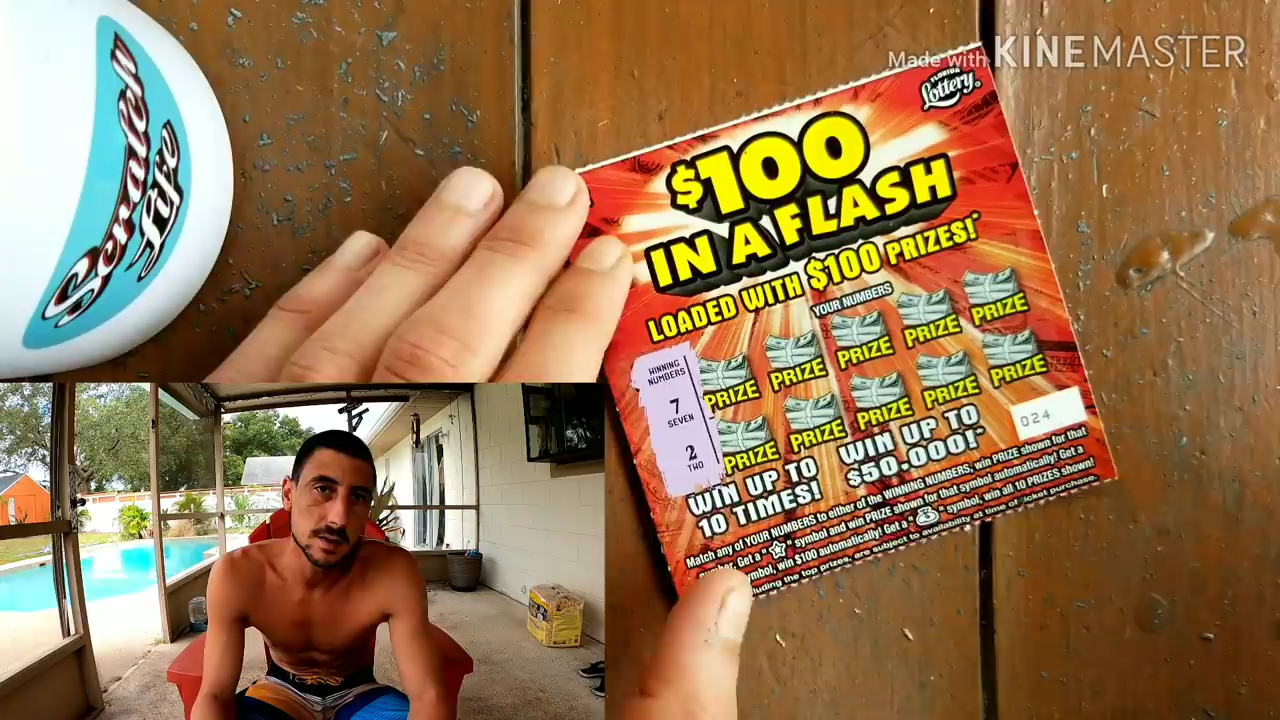 Made with KINEMASTER
Scratch Life
FLORIDA
Lottery
$100
IN A FLASH
LOADED WITH $100 PRIZES!*
YOUR NUMBERS
WINNING
NUMBERS
7
SEVEN
2
TWO
PRIZE PRIZE PRIZE PRIZE PRIZE
PRIZE PRIZE PRIZE PRIZE PRIZE
WIN UP TO
10 TIMES!
WIN UP TO
$50,000!*
024
Match any of YOUR NUMBERS to either of the WINNING NUMBERS, win PRIZE shown for that
number. Get a " " symbol and win PRIZE shown for that symbol automatically! Get a
symbol, win $100 automatically! Get a " " symbol, win all 10 PRIZES shown!
including the top prizes, are subject to availability at time of ticket purchase.